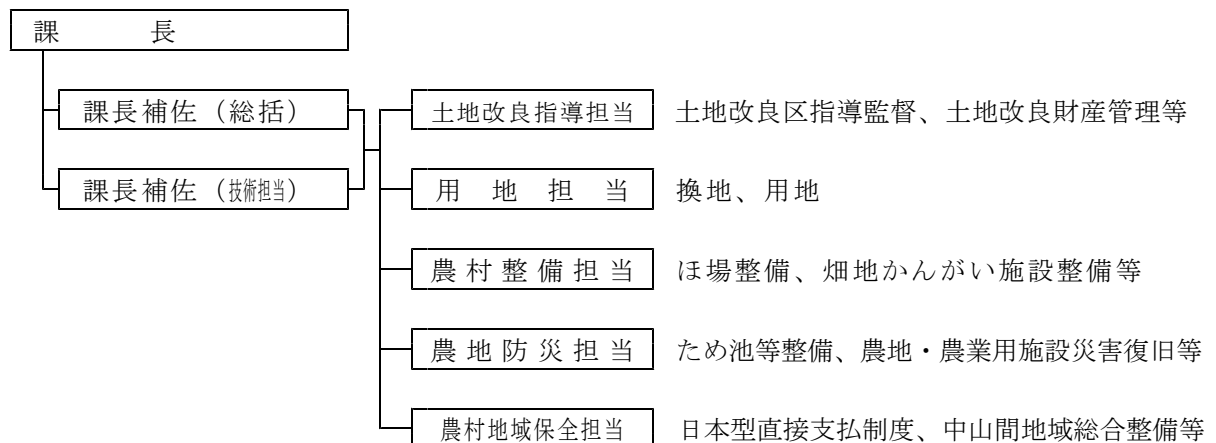 課長
課長補佐（総括）
課長補佐（技術担当）
土地改良指導担当 土地改良区指導監督、土地改良財産管理等
用地担当 換地、用地
農村整備担当 ほ場整備、畑地かんがい施設整備等
農地防災担当 ため池等整備、農地・農業用施設災害復旧等
農村地域保全担当 日本型直接支払制度、中山間地域総合整備等